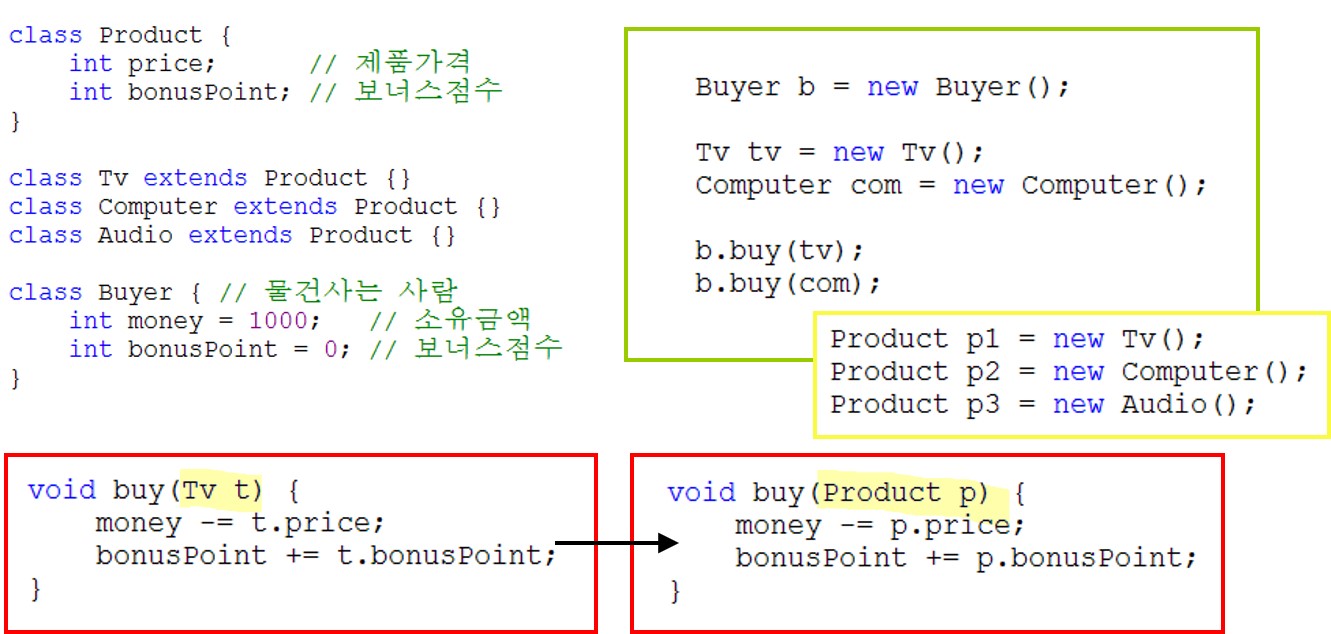 class Product {
    int price;      // 제품가격
    int bonusPoint; // 보너스점수
}
class Tv extends Product {}
class Computer extends Product {}
class Audio extends Product {}
class Buyer { // 물건사는 사람
    int money = 1000;   // 소유금액
    int bonusPoint = 0; // 보너스점수
}
Buyer b = new Buyer();
Tv tv = new Tv();
Computer com = new Computer();
b.buy(tv);
b.buy(com);
Product p1 = new Tv();
Product p2 = new Computer();
Product p3 = new Audio();
void buy(Tv t) {
    money -= t.price;
    bonusPoint += t.bonusPoint;
}
void buy(Product p) {
    money -= p.price;
    bonusPoint += p.bonusPoint;
}